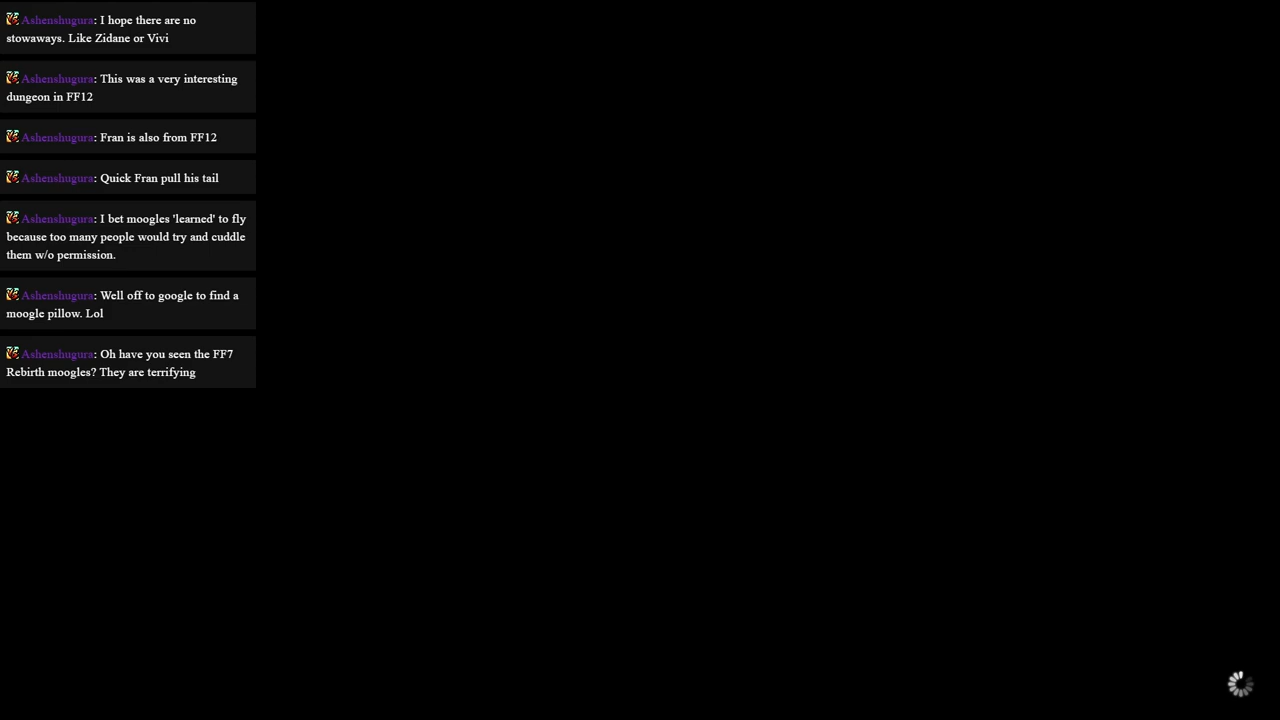 Ashenshugura: I hope there are no
stowaways. Like Zidane or Vivi
Ashenshugura: This was a very interesting
dungeon in FF12
Ashenshugura: Fran is also from FF12
Ashenshugura: Quick Fran pull his tail
Ashenshugura: I bet moogles 'learned' to fly
because too many people would try and cuddle
them w/o permission.
Ashenshugura: Well off to google to find a
moogle pillow. Lol
Ashenshugura: Oh have you seen the FF7
Rebirth moogles? They are terrifying